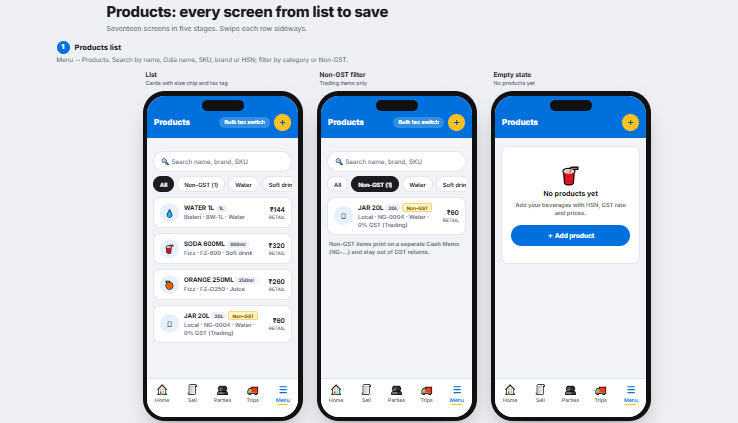 Products: every screen from list to save
Seventeen screens in five stages. Swipe each row sideways.
1 Products list
Menu → Products. Search by name, Odia name, SKU, brand or HSN; filter by category or Non-GST.
List
Cards with size chip and tax tag
Products
Bulk tax switch
+
Search name, brand, SKU
All
Non-GST (1)
Water
Soft drin
WATER 1L 1L
₹144
Bisleri · BW-1L · Water
RETAIL
SODA 600ML 600ml
₹320
Fizz · FZ-600 · Soft drink
RETAIL
ORANGE 250ML 250ml
₹260
Fizz · FZ-O250 · Juice
RETAIL
JAR 20L 20L Non-GST
₹60
Local · NG-0004 · Water ·
RETAIL
0% GST (Trading)
Home
Sell
Parties
Trips
Menu
Non-GST filter
Trading items only
Products
Bulk tax switch
+
Search name, brand, SKU
All
Non-GST (1)
Water
Soft drin
JAR 20L 20L Non-GST
₹60
Local · NG-0004 · Water ·
RETAIL
0% GST (Trading)
Non-GST items print on a separate Cash Memo
(NG-...) and stay out of GST returns.
Home
Sell
Parties
Trips
Menu
Empty state
No products yet
Products
+
No products yet
Add your beverages with HSN, GST rate
and prices.
+ Add product
Home
Sell
Parties
Trips
Menu